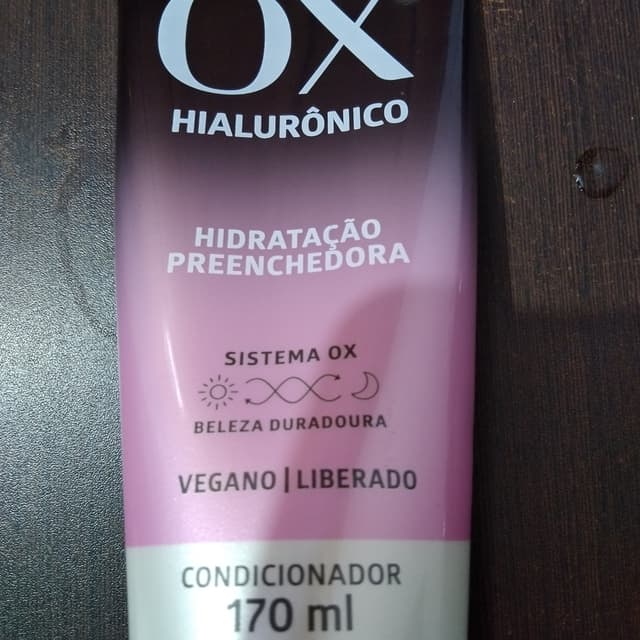 OX
HIALURÔNICO
HIDRATAÇÃO
PREENCHEDORA
SISTEMA OX
BELEZA DURADOURA
VEGANO | LIBERADO
CONDICIONADOR
170 ml